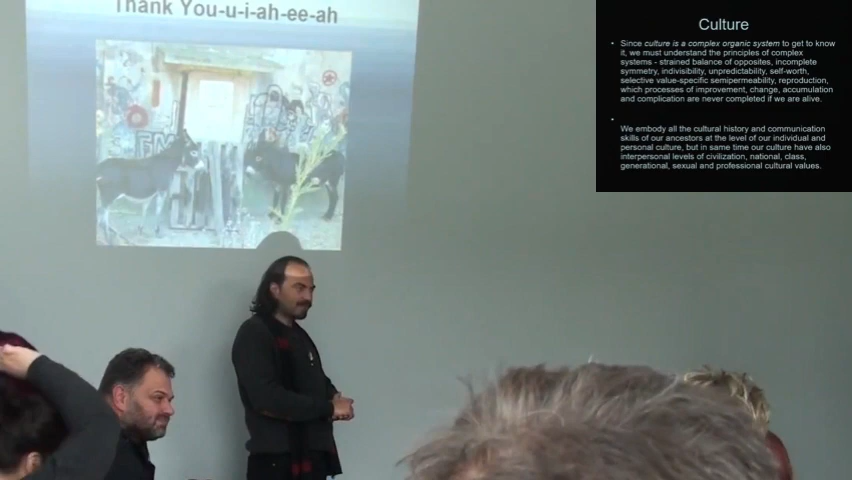 Thank You-u-i-ah-ee-ah
Culture
• Since culture is a complex organic system to get to know
it, we must understand the principles of complex
systems - strained balance of opposites, incomplete
symmetry, indivisibility, unpredictability, self-worth,
selective value-specific semipermeability, reproduction,
which processes of improvement, change, accumulation
and complication are never completed if we are alive.
•
We embody all the cultural history and communication
skills of our ancestors at the level of our individual and
personal culture, but in same time our culture have also
interpersonal levels of civilization, national, class,
generational, sexual and professional cultural values.